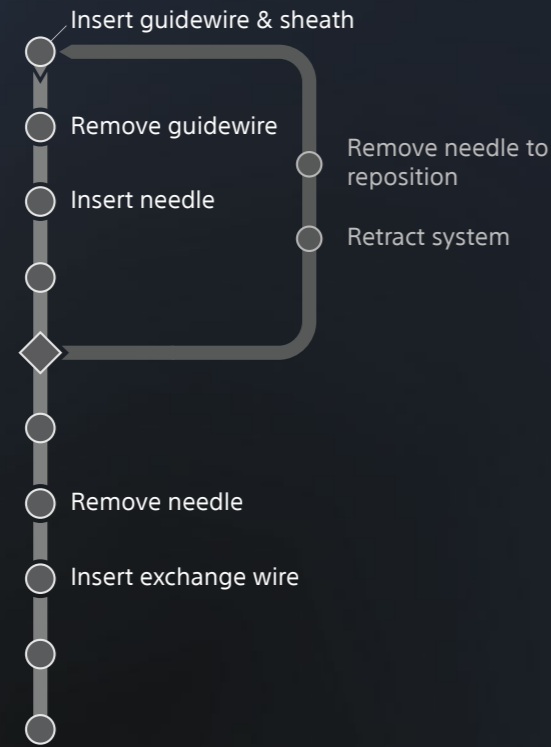 Insert guidewire & sheath
Remove guidewire
Insert needle
Remove needle to
reposition
Retract system
Remove needle
Insert exchange wire